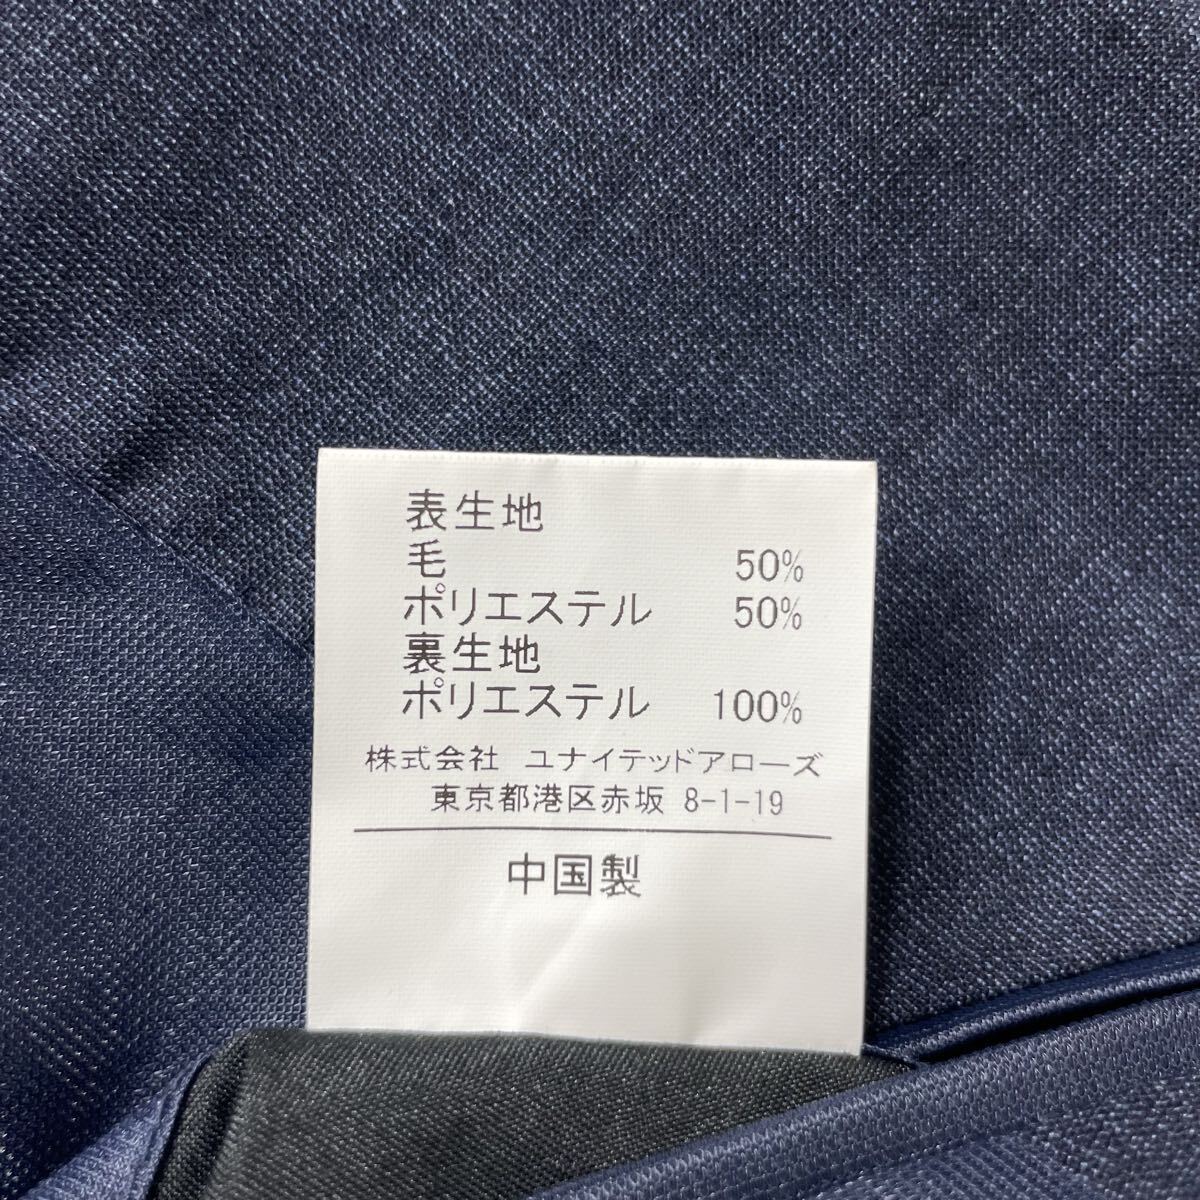 表生地
毛 50%
ポリエステル 50%
裏生地
ポリエステル 100%
株式会社 ユナイテッドアローズ
東京都港区赤坂 8-1-19
中国製